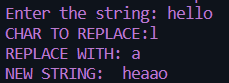 Enter the string: hello
CHAR TO REPLACE:l
REPLACE WITH: a
NEW STRING:  heaao